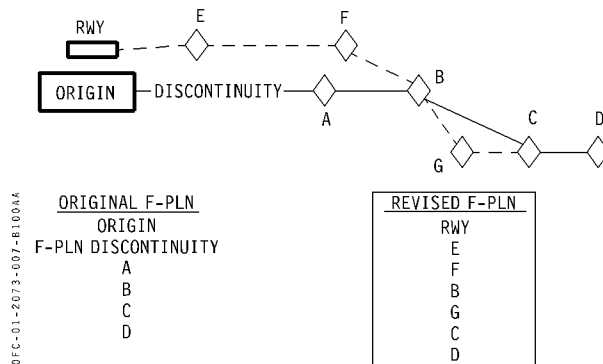 E
F
RWY
ORIGIN
DISCONTINUITY
A
B
C
D
G
ORIGINAL F-PLN
ORIGIN
F-PLN DISCONTINUITY
A
B
C
D
REVISED F-PLN
RWY
E
F
B
G
C
D
0FC-01-2073-007-B100AA